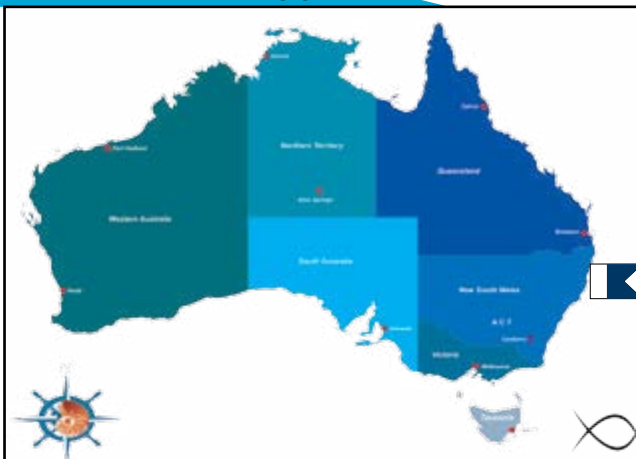 Darwin
Cairns
Port Hedland
Northern Territory
Queensland
Alice Springs
Western Australia
Brisbane
South Australia
New South Wales
Perth
A C T
Adelaide
Canberra
Victoria
Melbourne
Tasmania